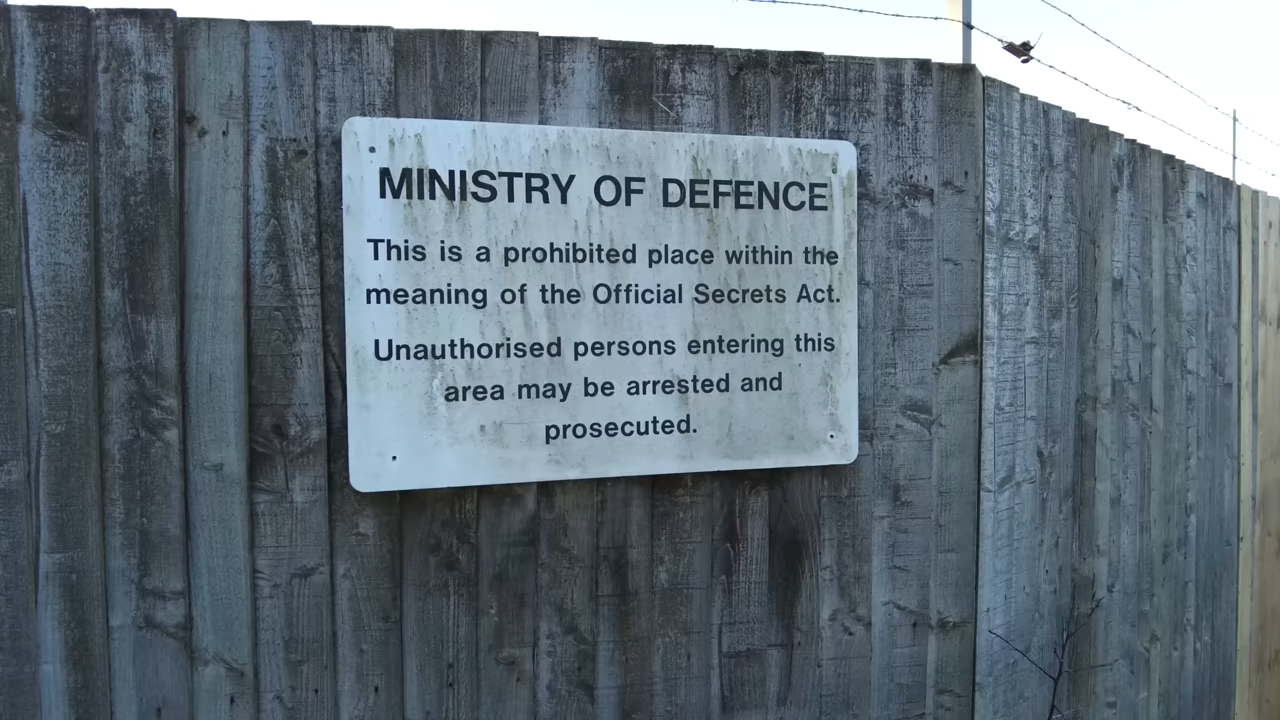 MINISTRY OF DEFENCE
This is a prohibited place within the
meaning of the Official Secrets Act.
Unauthorised persons entering this
area may be arrested and
prosecuted.